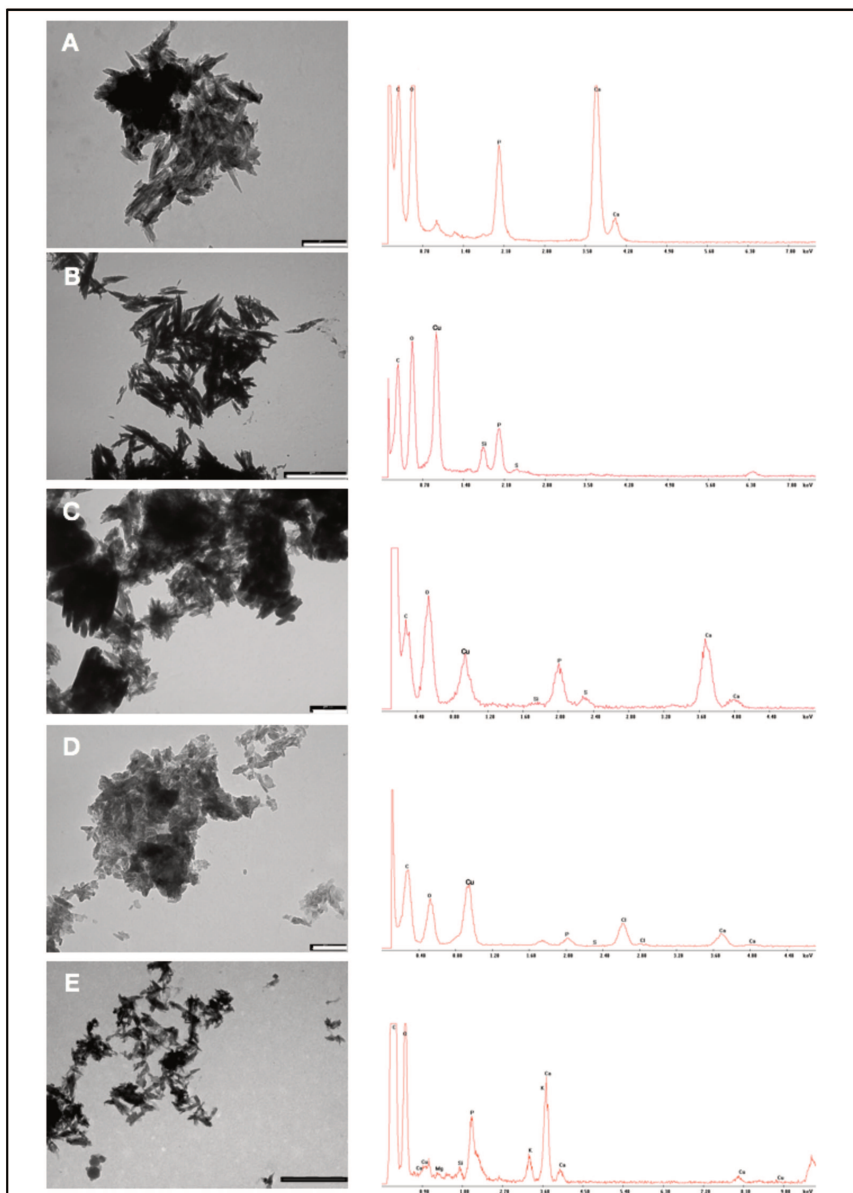 A
C O P Ca Ca
0.70 1.40 2.10 2.80 3.50 4.20 4.90 5.60 6.30 7.00 keV
B
C O Cu Si P S
0.70 1.40 2.10 2.80 3.50 4.20 4.90 5.60 6.30 7.00 keV
C
C O Cu Si P S Ca Ca
0.40 0.80 1.20 1.60 2.00 2.40 2.80 3.20 3.60 4.00 4.40 keV
D
C O Cu P S Cl Cl Ca Ca
0.40 0.80 1.20 1.60 2.00 2.40 2.80 3.20 3.60 4.00 4.40 keV
E
C O Mg Si P K K Ca Ca
keV